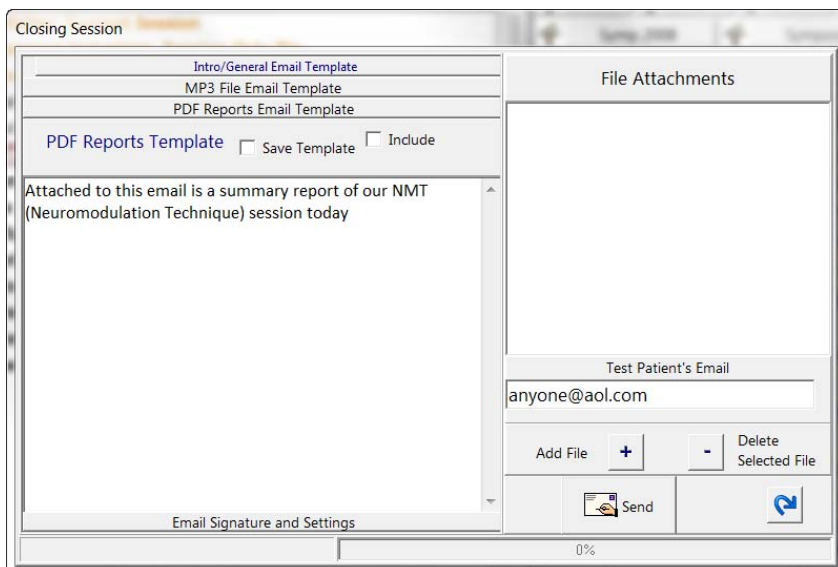 Closing Session
Intro/General Email Template
MP3 File Email Template
PDF Reports Email Template
PDF Reports Template
Save Template
Include
Attached to this email is a summary report of our NMT
(Neuromodulation Technique) session today
Email Signature and Settings
File Attachments
Test Patient's Email
anyone@aol.com
Add File
+
-
Delete
Selected File
Send
0%